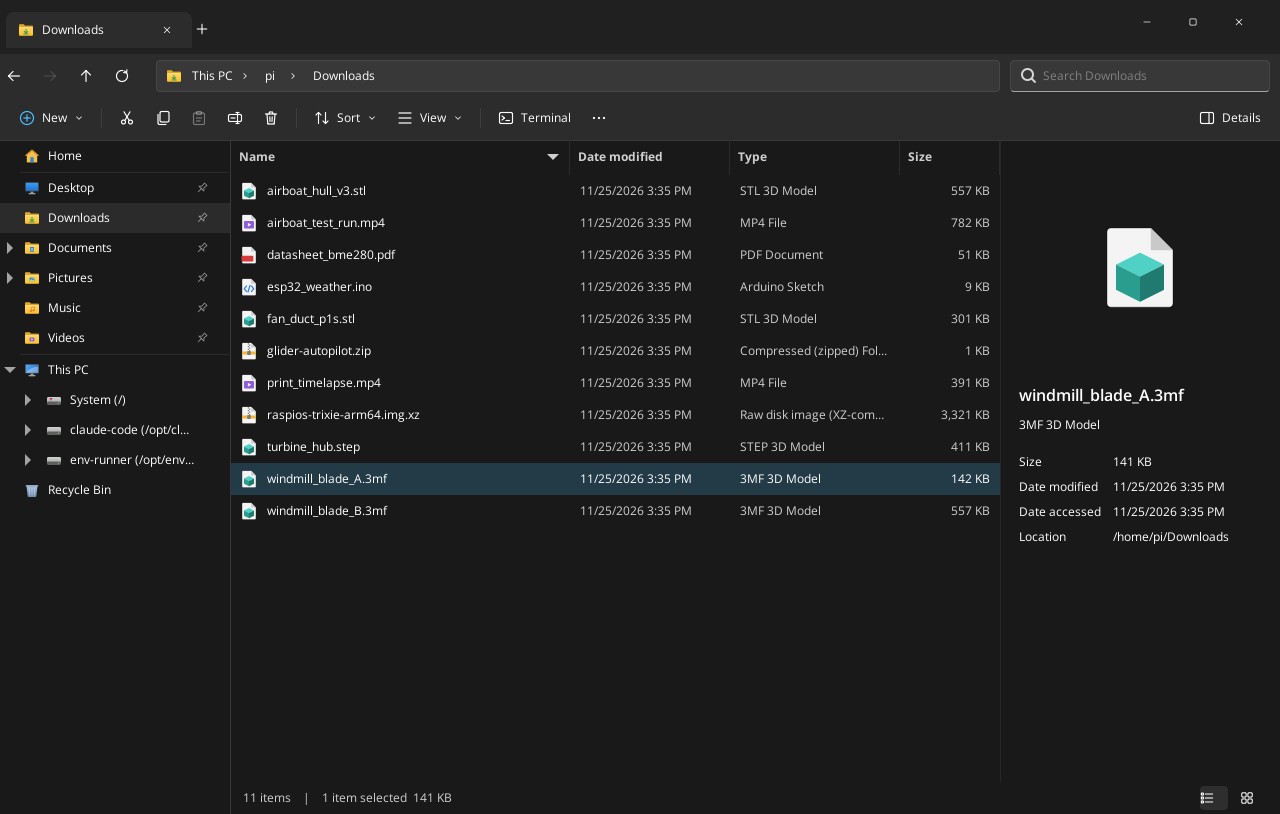 Downloads
This PC > pi > Downloads
Search Downloads
New
Sort
View
Terminal
Details
Home
Desktop
Downloads
Documents
Pictures
Music
Videos
This PC
System (/)
claude-code (/opt/cl...
env-runner (/opt/env...
Recycle Bin
Name Date modified Type Size
airboat_hull_v3.stl 11/25/2026 3:35 PM STL 3D Model 557 KB
airboat_test_run.mp4 11/25/2026 3:35 PM MP4 File 782 KB
datasheet_bme280.pdf 11/25/2026 3:35 PM PDF Document 51 KB
esp32_weather.ino 11/25/2026 3:35 PM Arduino Sketch 9 KB
fan_duct_p1s.stl 11/25/2026 3:35 PM STL 3D Model 301 KB
glider-autopilot.zip 11/25/2026 3:35 PM Compressed (zipped) Fol... 1 KB
print_timelapse.mp4 11/25/2026 3:35 PM MP4 File 391 KB
raspios-trixie-arm64.img.xz 11/25/2026 3:35 PM Raw disk image (XZ-com... 3,321 KB
turbine_hub.step 11/25/2026 3:35 PM STEP 3D Model 411 KB
windmill_blade_A.3mf 11/25/2026 3:35 PM 3MF 3D Model 142 KB
windmill_blade_B.3mf 11/25/2026 3:35 PM 3MF 3D Model 557 KB
windmill_blade_A.3mf
3MF 3D Model
Size 141 KB
Date modified 11/25/2026 3:35 PM
Date accessed 11/25/2026 3:35 PM
Location /home/pi/Downloads
11 items | 1 item selected 141 KB